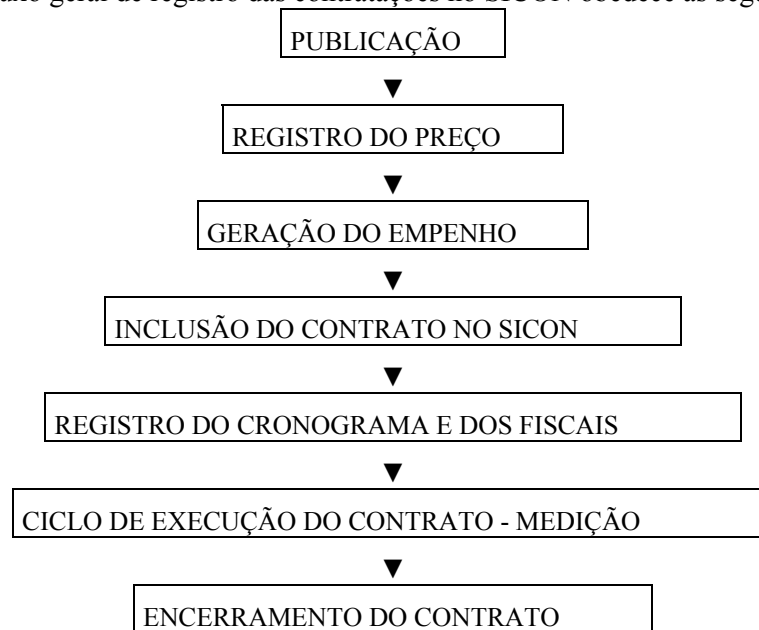 geral de registro das contratações no SICON obedece às
PUBLICAÇÃO
▼
REGISTRO DO PREÇO
▼
GERAÇÃO DO EMPENHO
▼
INCLUSÃO DO CONTRATO NO SICON
▼
REGISTRO DO CRONOGRAMA E DOS FISCAIS
▼
CICLO DE EXECUÇÃO DO CONTRATO - MEDIÇÃO
▼
ENCERRAMENTO DO CONTRATO